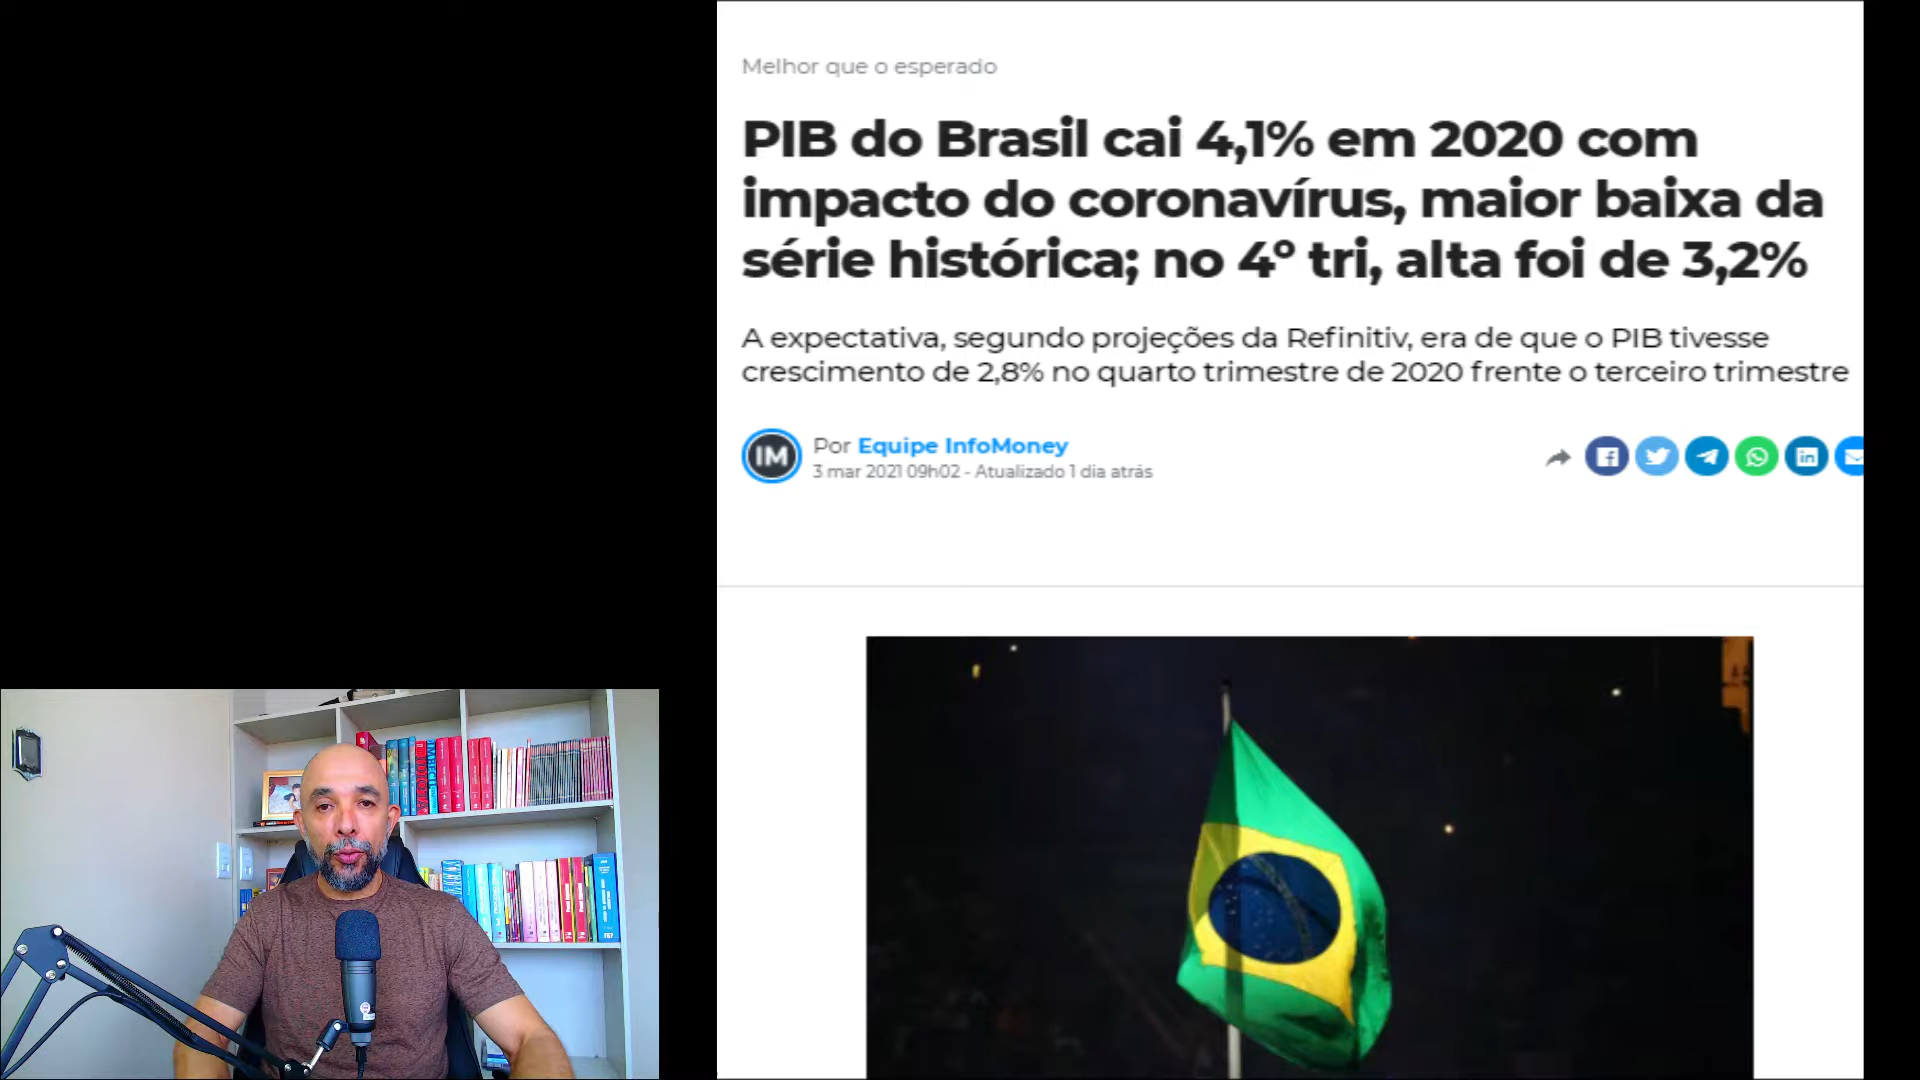 Melhor que o esperado
PIB do Brasil cai 4,1% em 2020 com
impacto do coronavírus, maior baixa da
série histórica; no 4º tri, alta foi de 3,2%
A expectativa, segundo projeções da Refinitiv, era de que o PIB tivesse
crescimento de 2,8% no quarto trimestre de 2020 frente o terceiro trimestre
IM
Por Equipe InfoMoney
3 mar 2021 09h02 - Atualizado 1 dia atrás